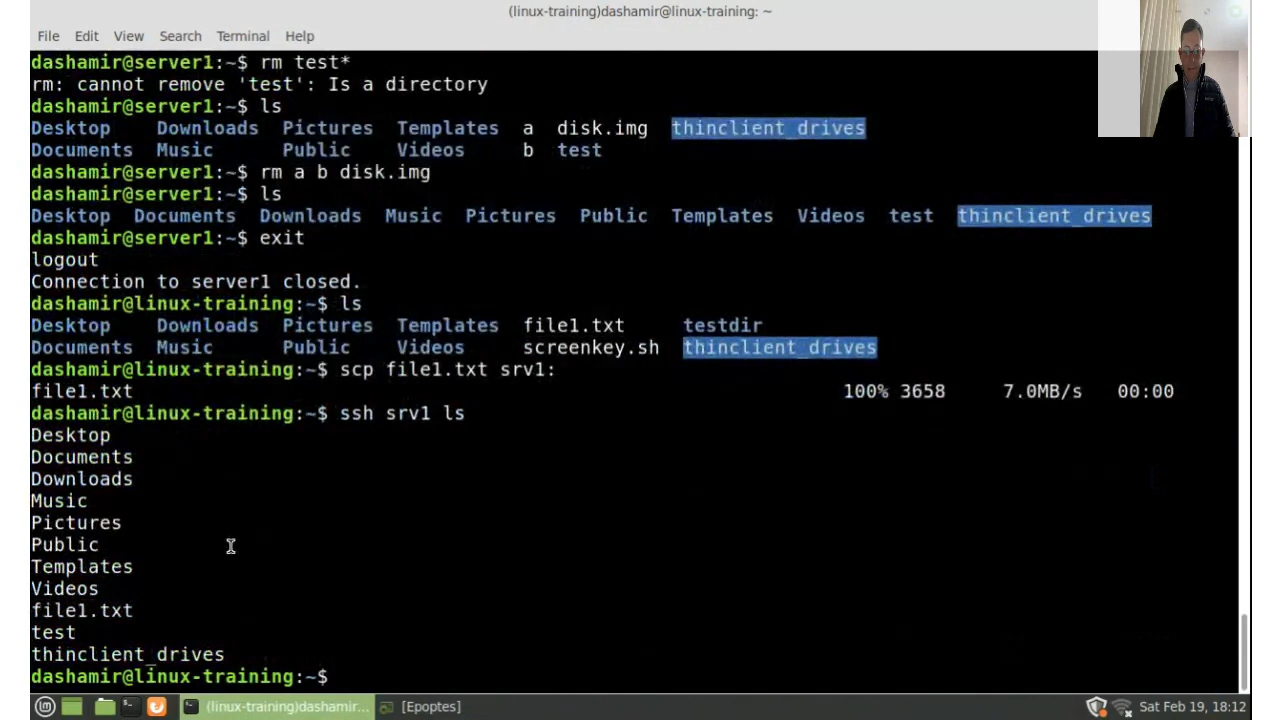 (linux-training)dashamir@linux-training: ~
File Edit View Search Terminal Help
dashamir@server1:~$ rm test*
rm: cannot remove 'test': Is a directory
dashamir@server1:~$ ls
Desktop Downloads Pictures Templates a disk.img thinclient_drives
Documents Music Public Videos b test
dashamir@server1:~$ rm a b disk.img
dashamir@server1:~$ ls
Desktop Documents Downloads Music Pictures Public Templates Videos test thinclient_drives
dashamir@server1:~$ exit
logout
Connection to server1 closed.
dashamir@linux-training:~$ ls
Desktop Downloads Pictures Templates file1.txt testdir
Documents Music Public Videos screenkey.sh thinclient_drives
dashamir@linux-training:~$ scp file1.txt srv1:
file1.txt 100% 3658 7.0MB/s 00:00
dashamir@linux-training:~$ ssh srv1 ls
Desktop
Documents
Downloads
Music
Pictures
Public
Templates
Videos
file1.txt
test
thinclient_drives
dashamir@linux-training:~$
(linux-training)dashamir... [Epoptes] Sat Feb 19, 18:12